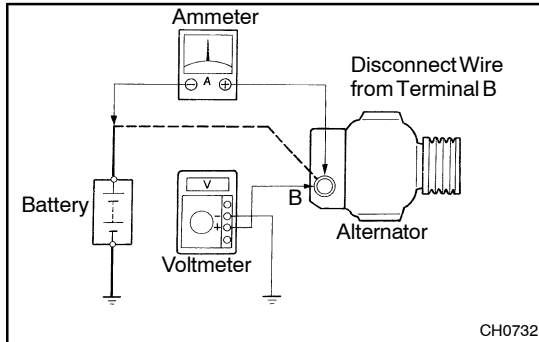 Ammeter
A
Disconnect Wire
from Terminal B
V
Battery
B
Voltmeter
Alternator
CH0732